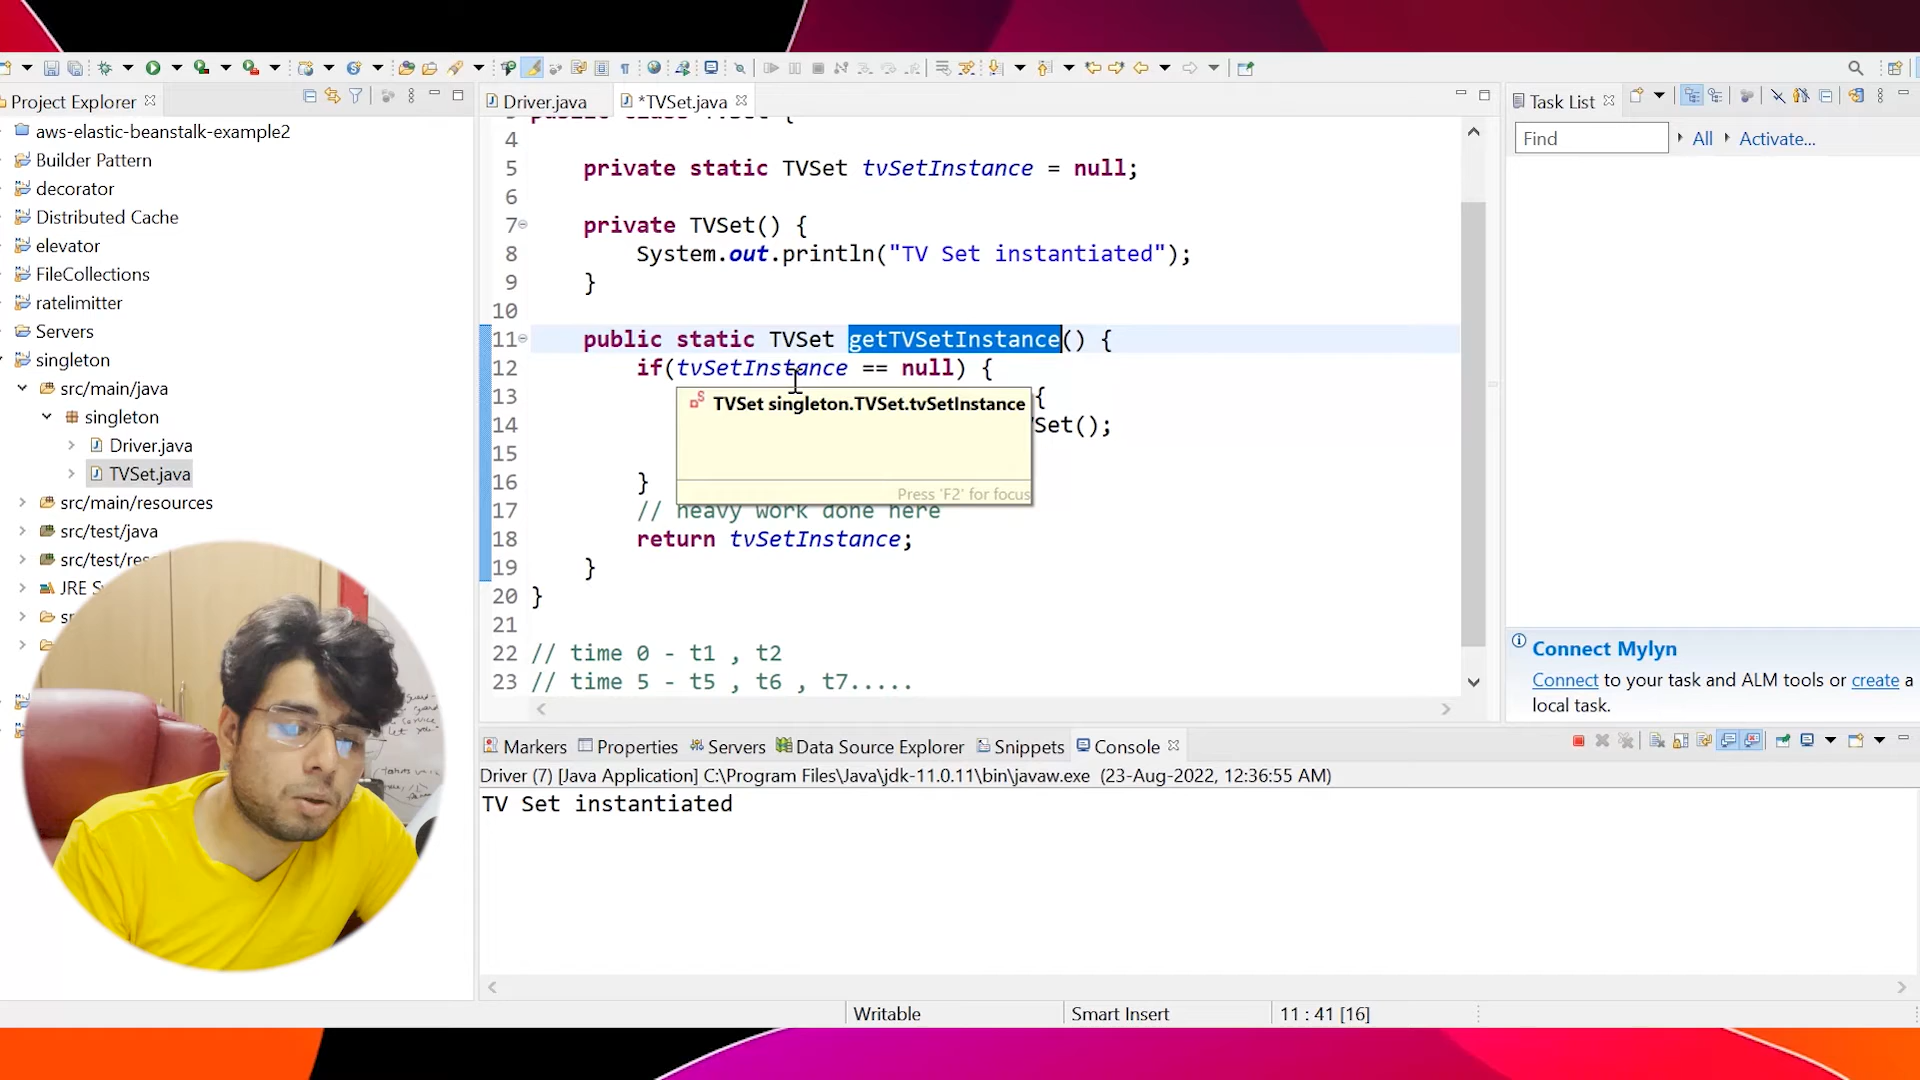 Project Explorer
aws-elastic-beanstalk-example2
Builder Pattern
decorator
Distributed Cache
elevator
FileCollections
ratelimitter
Servers
singleton
src/main/java
singleton
Driver.java
TVSet.java
src/main/resources
src/test/java
src/test/res
JRE Sy
Driver.java
*TVSet.java
4
5 private static TVSet tvSetInstance = null;
6
7 private TVSet() {
8 System.out.println("TV Set instantiated");
9 }
10
11 public static TVSet getTVSetInstance() {
12 if(tvSetInstance == null) {
13 {
14 Set();
15
16 }
17 // heavy work done here
18 return tvSetInstance;
19 }
20 }
21
22 // time 0 - t1 , t2
23 // time 5 - t5 , t6 , t7.....
TVSet singleton.TVSet.tvSetInstance
Press 'F2' for focus
Task List
Find
All
Activate...
Connect Mylyn
Connect to your task and ALM tools or create a
local task.
Markers
Properties
Servers
Data Source Explorer
Snippets
Console
Driver (7) [Java Application] C:\Program Files\Java\jdk-11.0.11\bin\javaw.exe (23-Aug-2022, 12:36:55 AM)
TV Set instantiated
Writable
Smart Insert
11 : 41 [16]